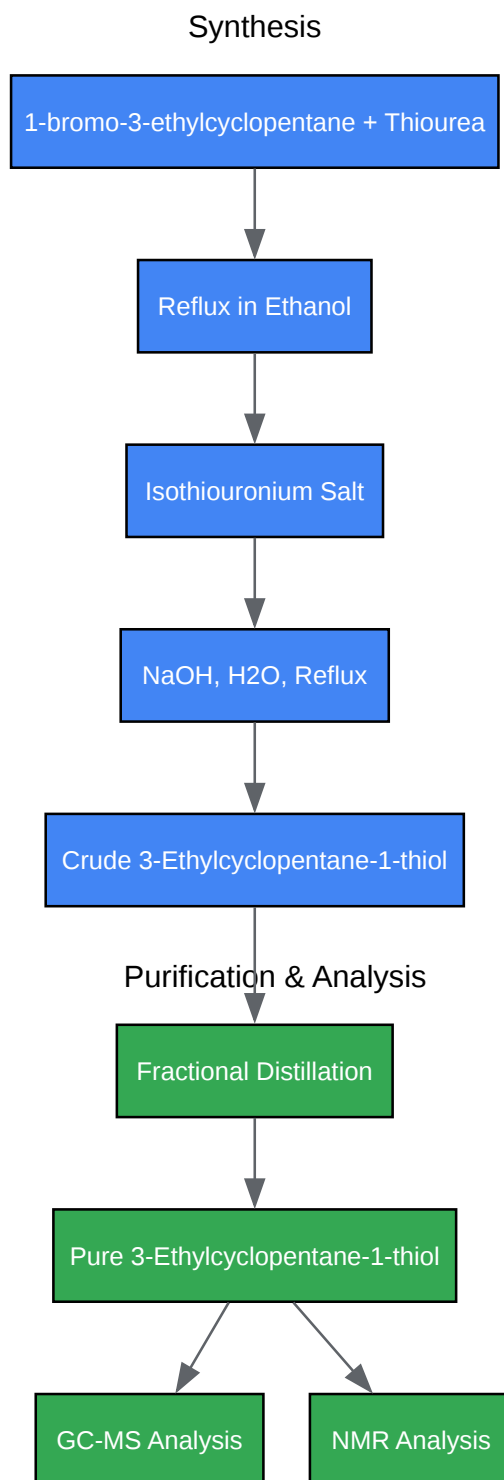 Synthesis
1-bromo-3-ethylcyclopentane + Thiourea
Reflux in Ethanol
Isothiouronium Salt
NaOH, H2O, Reflux
Crude 3-Ethylcyclopentane-1-thiol
Purification & Analysis
Fractional Distillation
Pure 3-Ethylcyclopentane-1-thiol
GC-MS Analysis
NMR Analysis